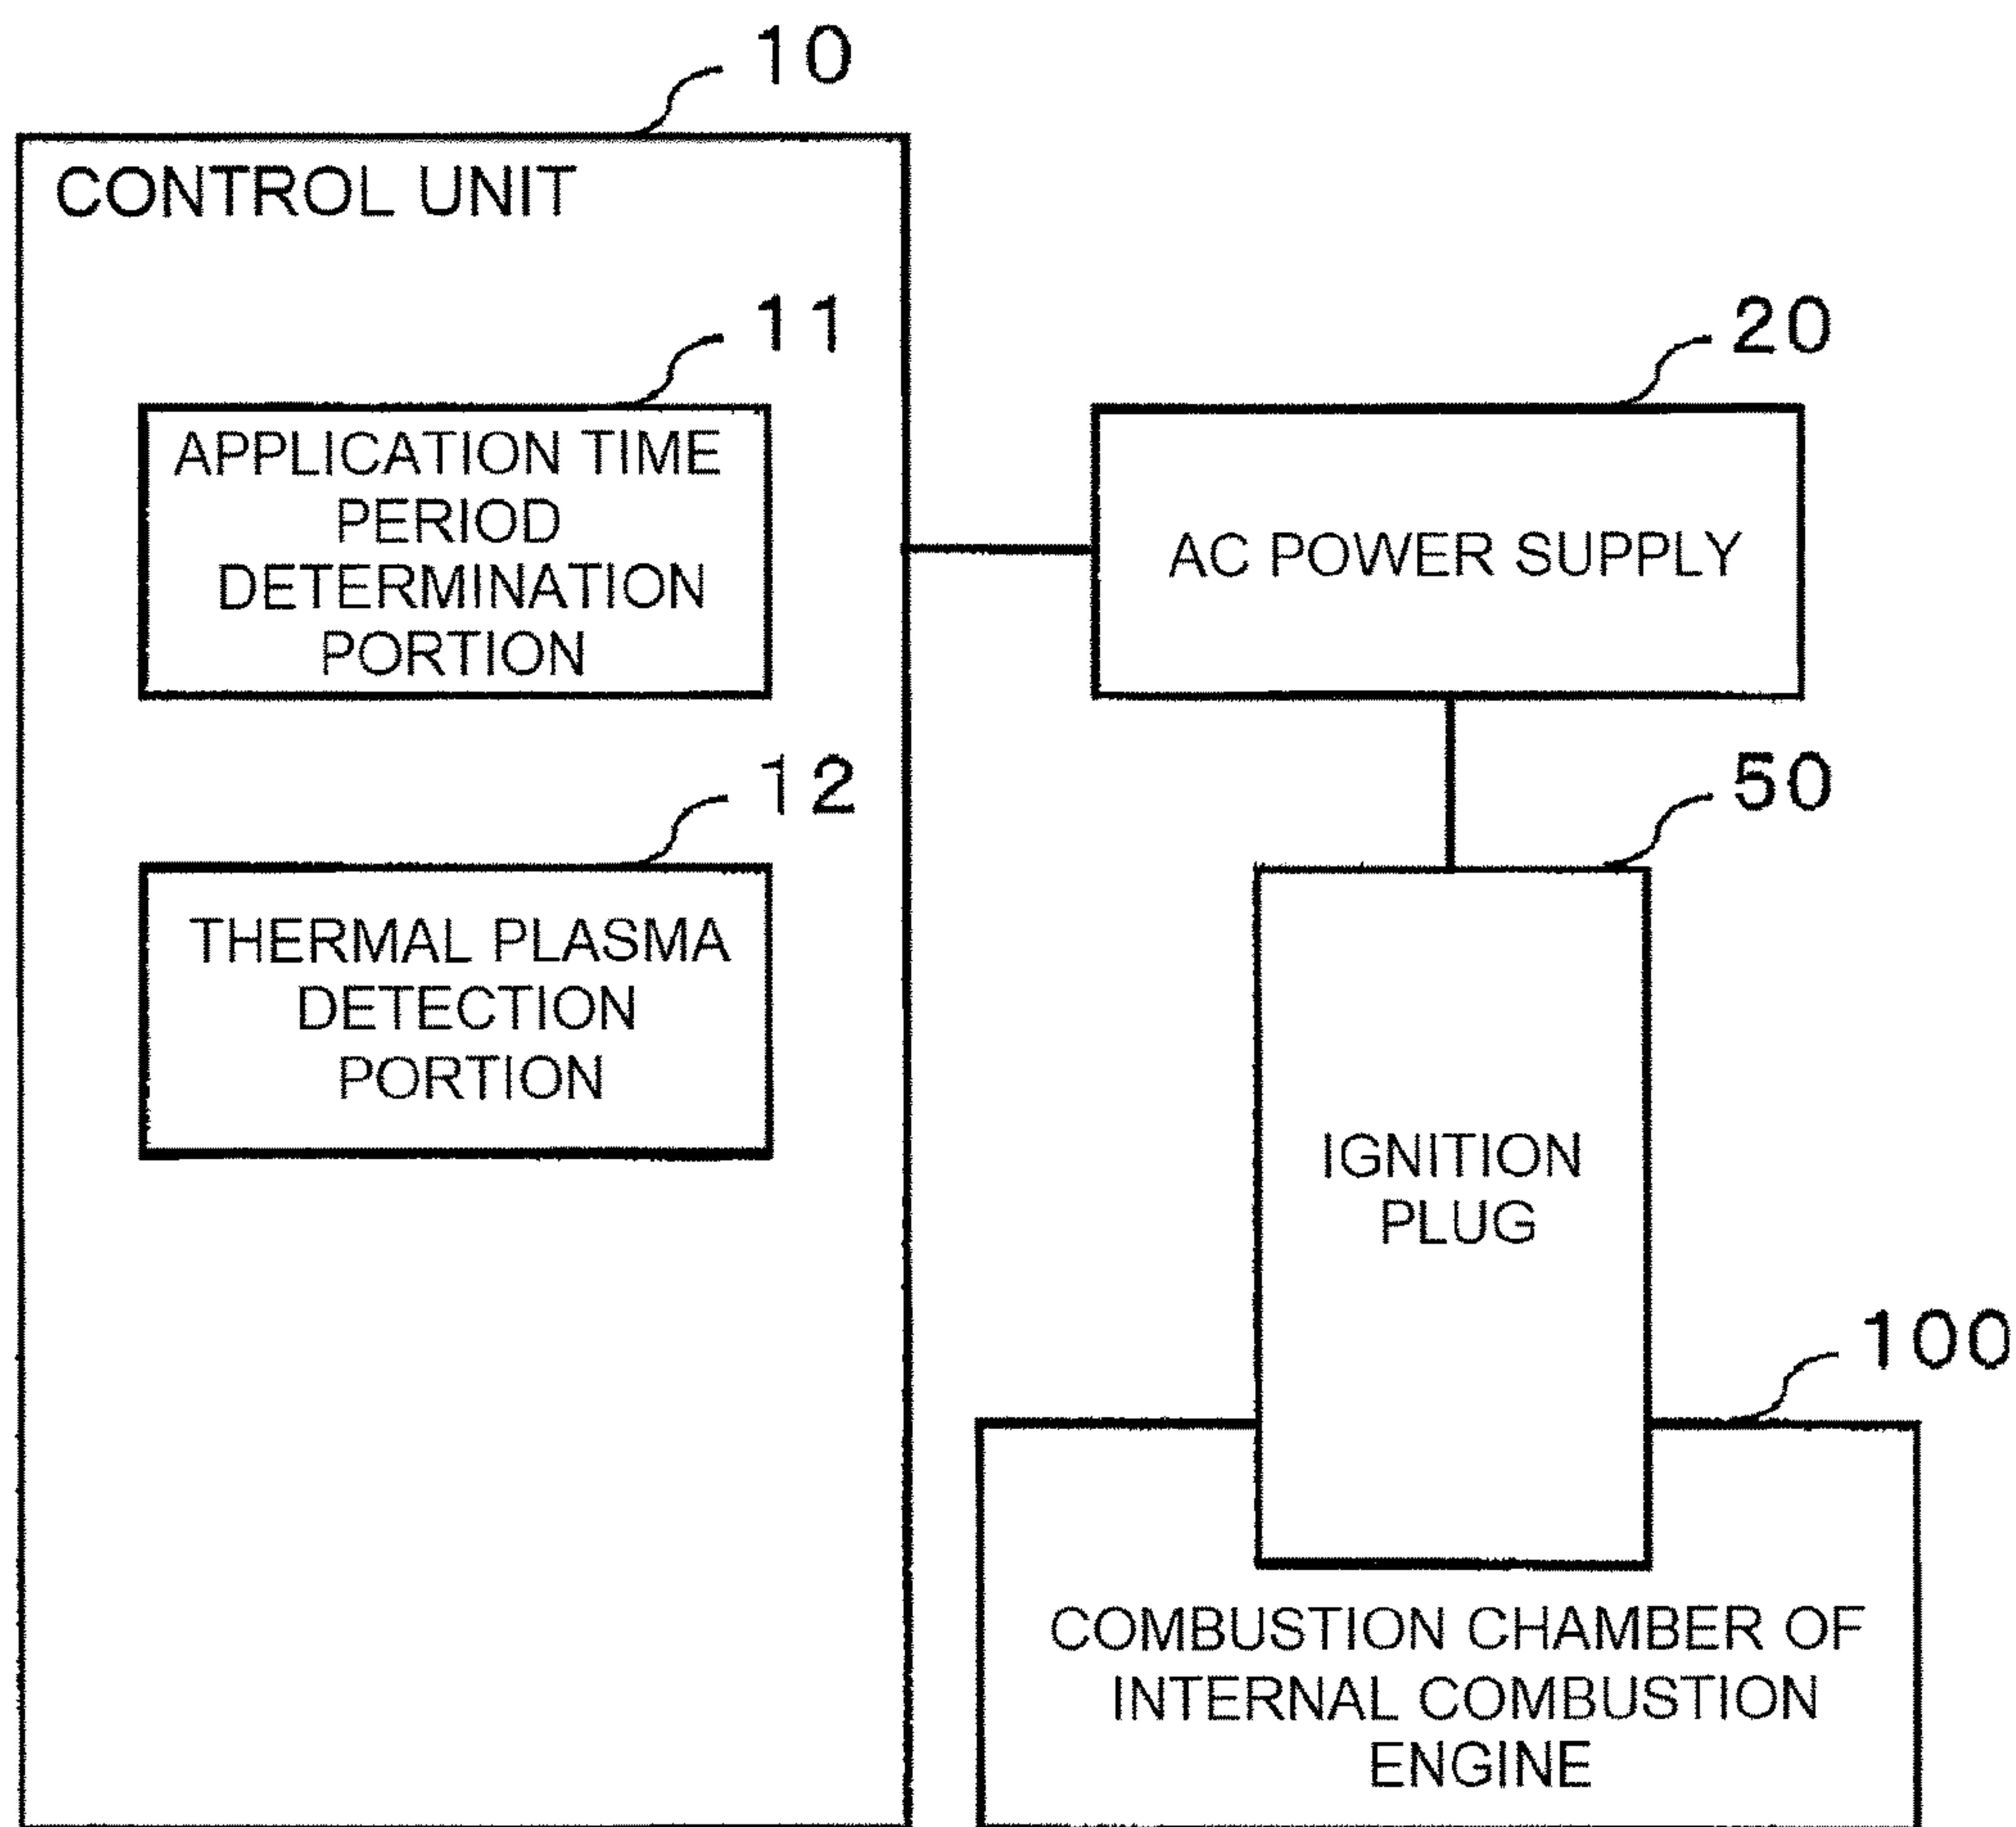 10
CONTROL UNIT
11
APPLICATION TIME
PERIOD
DETERMINATION
PORTION
20
AC POWER SUPPLY
12
THERMAL PLASMA
DETECTION
PORTION
50
IGNITION
PLUG
100
COMBUSTION CHAMBER OF
INTERNAL COMBUSTION
ENGINE